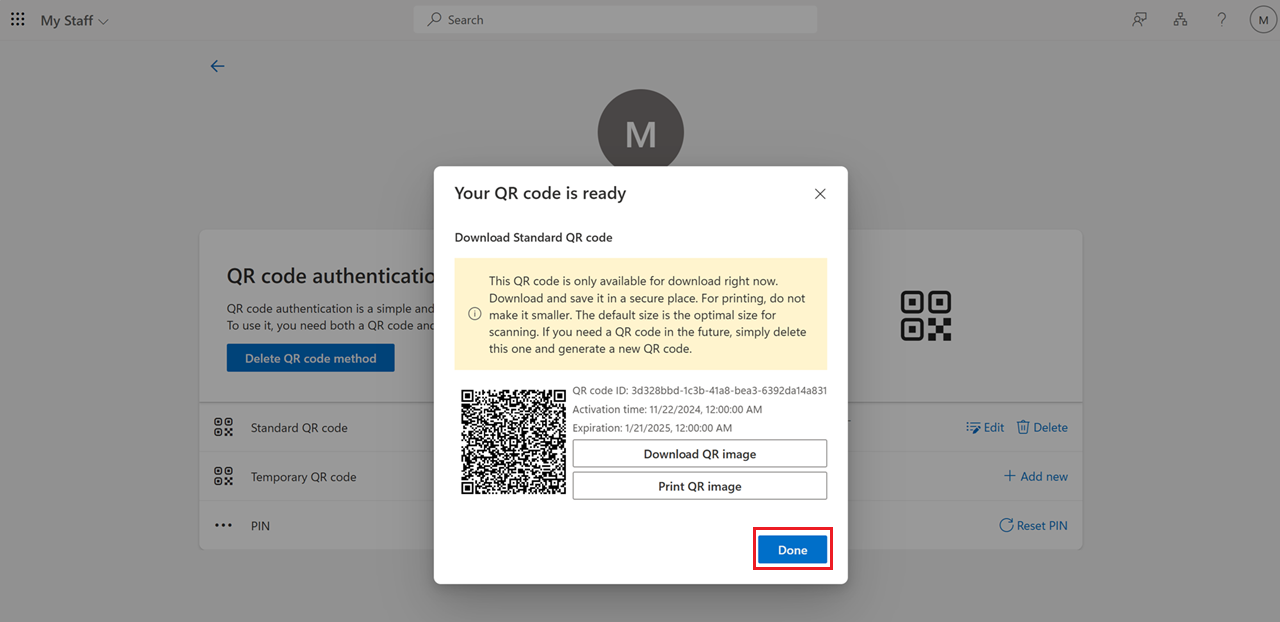 My Staff
Search
M
M
Your QR code is ready
Download Standard QR code
This QR code is only available for download right now.
Download and save it in a secure place. For printing, do not
make it smaller. The default size is the optimal size for
scanning. If you need a QR code in the future, simply delete
this one and generate a new QR code.
QR code ID: 3d328bbd-1c3b-41a8-bea3-6392da14a831
Activation time: 11/22/2024, 12:00:00 AM
Expiration: 1/21/2025, 12:00:00 AM
Download QR image
Print QR image
Done
QR code authenticatio
QR code authentication is a simple and
To use it, you need both a QR code and
Delete QR code method
Standard QR code
Edit
Delete
Temporary QR code
Add new
PIN
Reset PIN